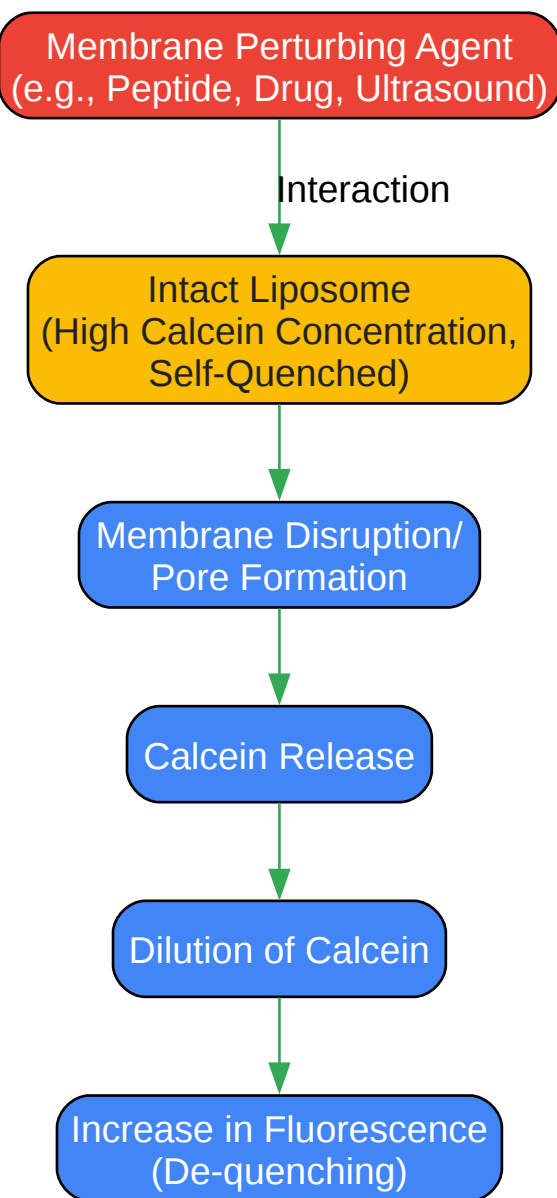 Membrane Perturbing Agent
(e.g., Peptide, Drug, Ultrasound)
Interaction
Intact Liposome
(High Calcein Concentration,
Self-Quenched)
Membrane Disruption/
Pore Formation
Calcein Release
Dilution of Calcein
Increase in Fluorescence
(De-quenching)